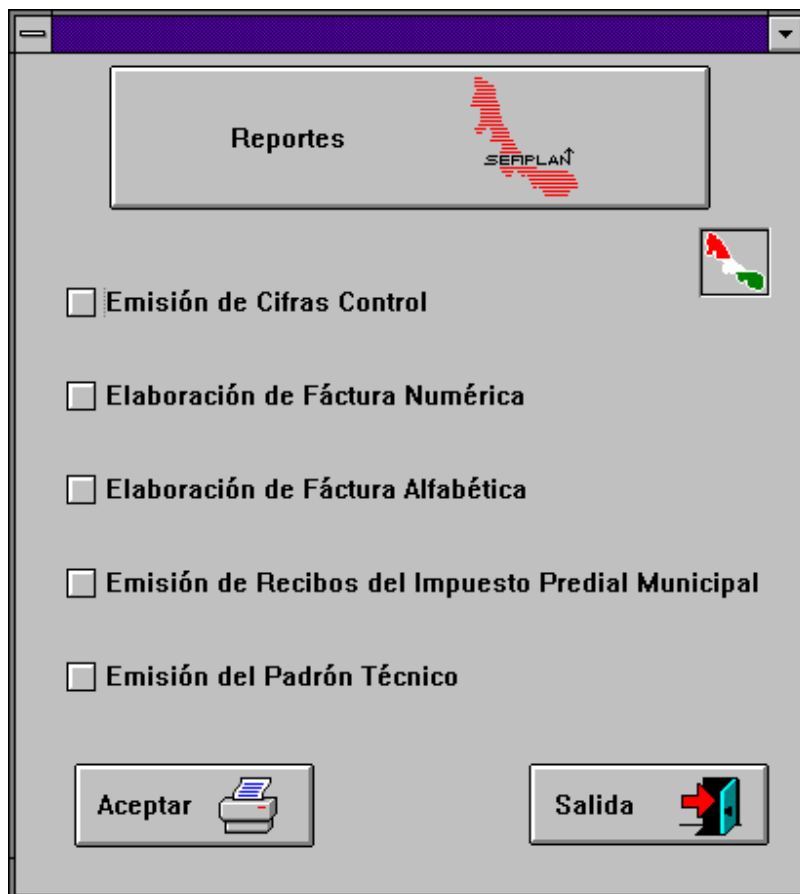 Reportes
SEFIPLAN
Emisión de Cifras Control
Elaboración de Fáctura Numérica
Elaboración de Fáctura Alfabética
Emisión de Recibos del Impuesto Predial Municipal
Emisión del Padrón Técnico
Aceptar
Salida